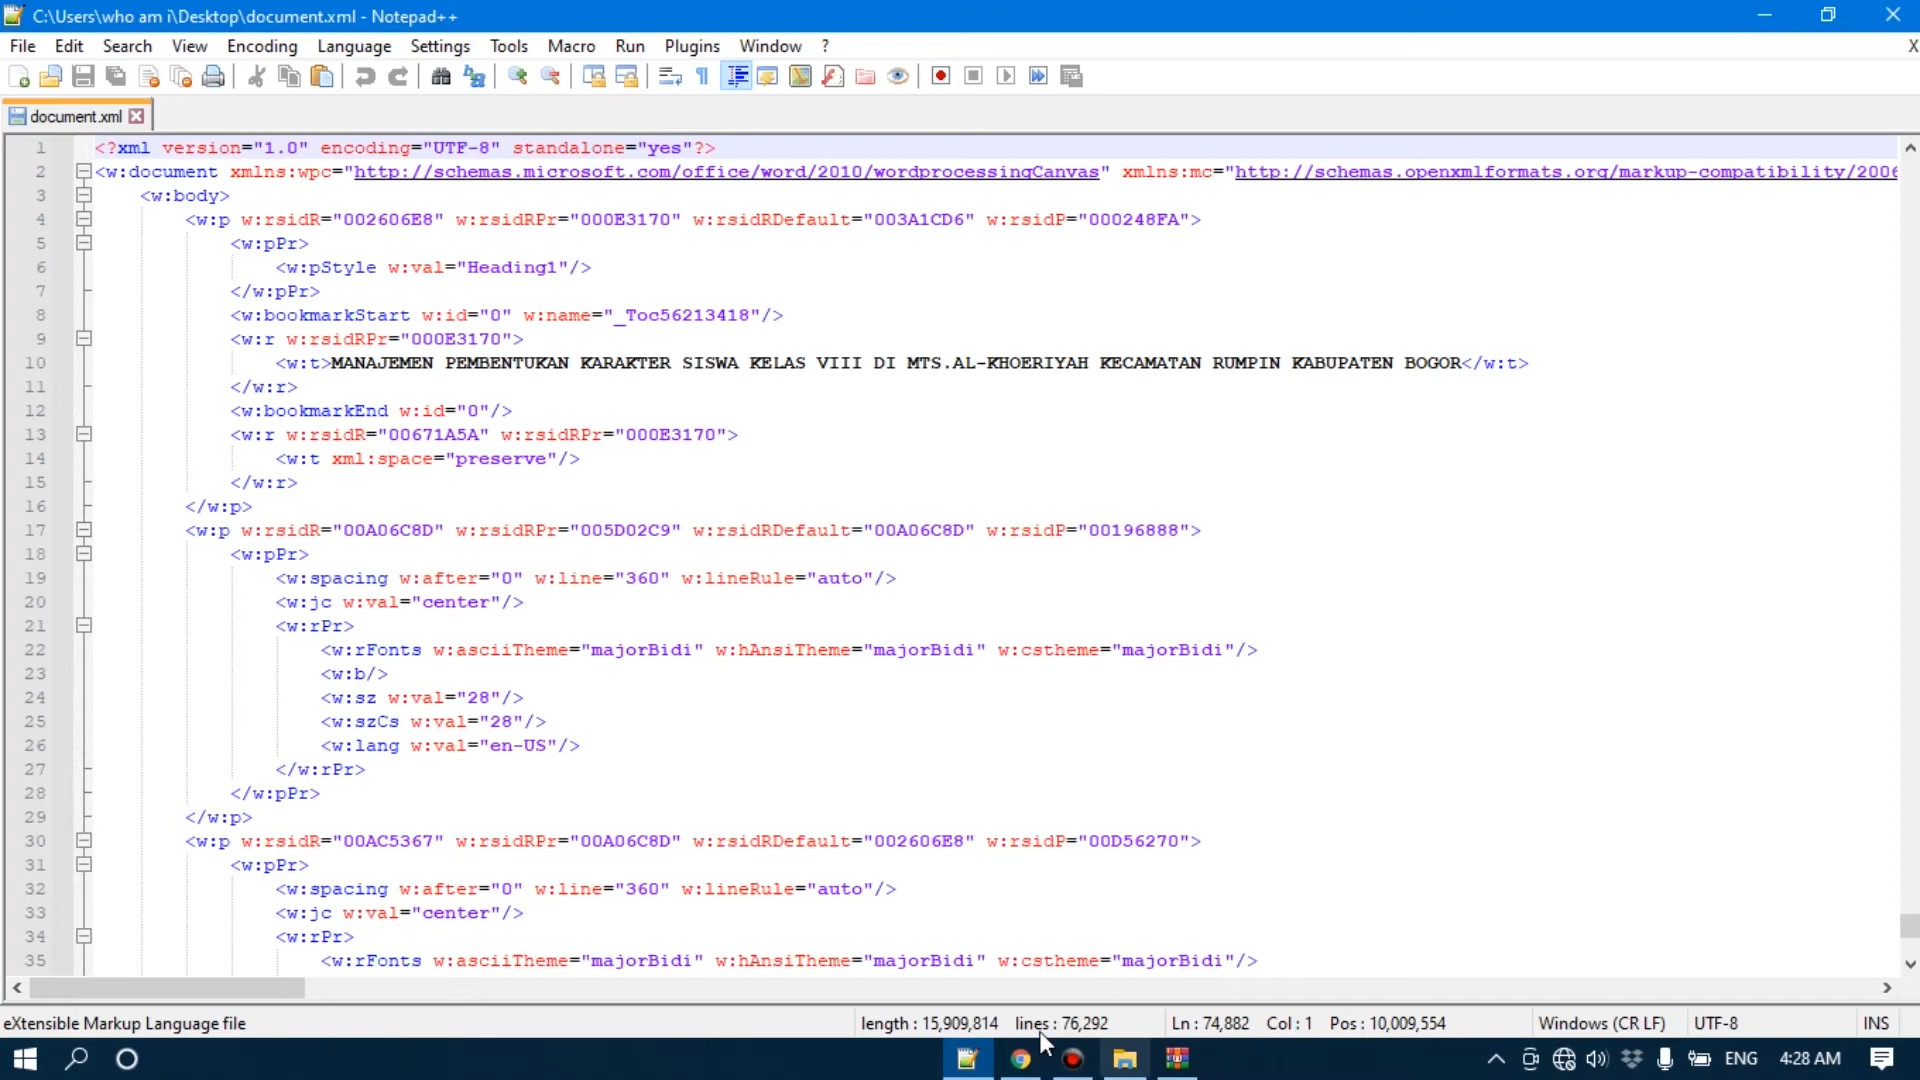 C:\Users\who am i\Desktop\document.xml - Notepad++
File Edit Search View Encoding Language Settings Tools Macro Run Plugins Window ? X
document.xml
1 <?xml version="1.0" encoding="UTF-8" standalone="yes"?>
2 <w:document xmlns:wpc="http://schemas.microsoft.com/office/word/2010/wordprocessingCanvas" xmlns:mc="http://schemas.openxmlformats.org/markup-compatibility/2006
3 <w:body>
4 <w:p w:rsidR="002606E8" w:rsidRPr="000E3170" w:rsidRDefault="003A1CD6" w:rsidP="000248FA">
5 <w:pPr>
6 <w:pStyle w:val="Heading1"/>
7 </w:pPr>
8 <w:bookmarkStart w:id="0" w:name="_Toc56213418"/>
9 <w:r w:rsidRPr="000E3170">
10 <w:t>MANAJEMEN PEMBENTUKAN KARAKTER SISWA KELAS VIII DI MTS.AL-KHOERIYAH KECAMATAN RUMPIN KABUPATEN BOGOR</w:t>
11 </w:r>
12 <w:bookmarkEnd w:id="0"/>
13 <w:r w:rsidR="00671A5A" w:rsidRPr="000E3170">
14 <w:t xml:space="preserve"/>
15 </w:r>
16 </w:p>
17 <w:p w:rsidR="00A06C8D" w:rsidRPr="005D02C9" w:rsidRDefault="00A06C8D" w:rsidP="00196888">
18 <w:pPr>
19 <w:spacing w:after="0" w:line="360" w:lineRule="auto"/>
20 <w:jc w:val="center"/>
21 <w:rPr>
22 <w:rFonts w:asciiTheme="majorBidi" w:hAnsiTheme="majorBidi" w:cstheme="majorBidi"/>
23 <w:b/>
24 <w:sz w:val="28"/>
25 <w:szCs w:val="28"/>
26 <w:lang w:val="en-US"/>
27 </w:rPr>
28 </w:pPr>
29 </w:p>
30 <w:p w:rsidR="00AC5367" w:rsidRPr="00A06C8D" w:rsidRDefault="002606E8" w:rsidP="00D56270">
31 <w:pPr>
32 <w:spacing w:after="0" w:line="360" w:lineRule="auto"/>
33 <w:jc w:val="center"/>
34 <w:rPr>
35 <w:rFonts w:asciiTheme="majorBidi" w:hAnsiTheme="majorBidi" w:cstheme="majorBidi"/>
eXtensible Markup Language file length : 15,909,814 lines : 76,292 Ln : 74,882 Col : 1 Pos : 10,009,554 Windows (CR LF) UTF-8 INS
ENG 4:28 AM